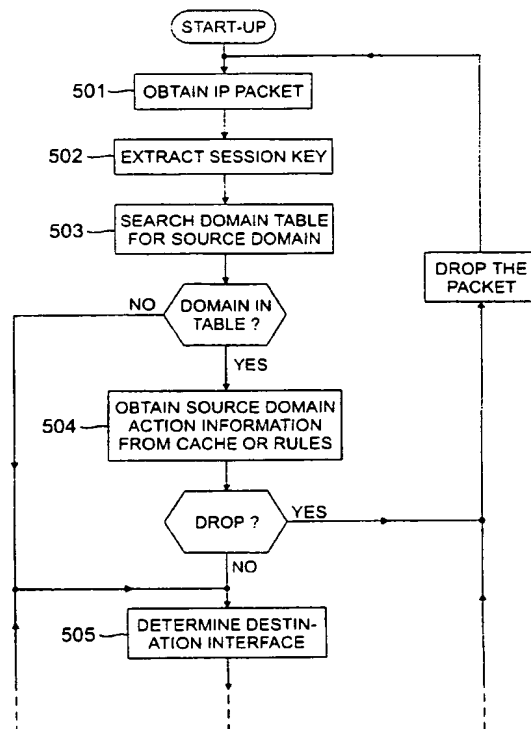 START-UP
501
OBTAIN IP PACKET
502
EXTRACT SESSION KEY
503
SEARCH DOMAIN TABLE
FOR SOURCE DOMAIN
DROP THE
PACKET
NO
DOMAIN IN
TABLE ?
YES
504
OBTAIN SOURCE DOMAIN
ACTION INFORMATION
FROM CACHE OR RULES
DROP ?
YES
NO
505
DETERMINE DESTIN-
ATION INTERFACE